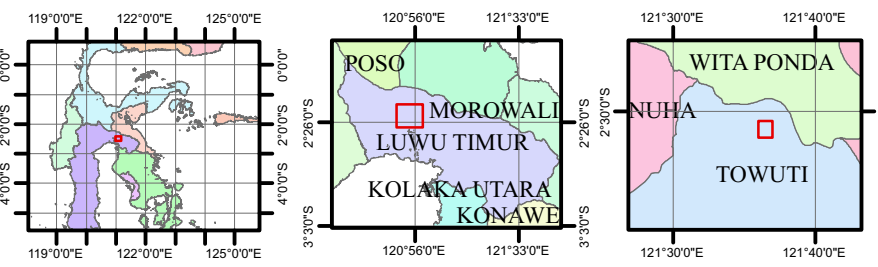 119°0'0"E 122°0'0"E 125°0'0"E
0°0'0"
2°0'0"S
4°0'0"S
0°0'0"
2°0'0"S
4°0'0"S
119°0'0"E 122°0'0"E 125°0'0"E
120°56'0"E 121°33'0"E
POSO
MOROWALI
LUWU TIMUR
KOLAKA UTARA
KONAWE
2°26'0"S
3°3'0"S
2°26'0"S
3°3'0"S
120°56'0"E 121°33'0"E
121°30'0"E 121°40'0"E
WITA PONDA
NUHA
TOWUTI
2°30'0"S
2°30'0"S
121°30'0"E 121°40'0"E